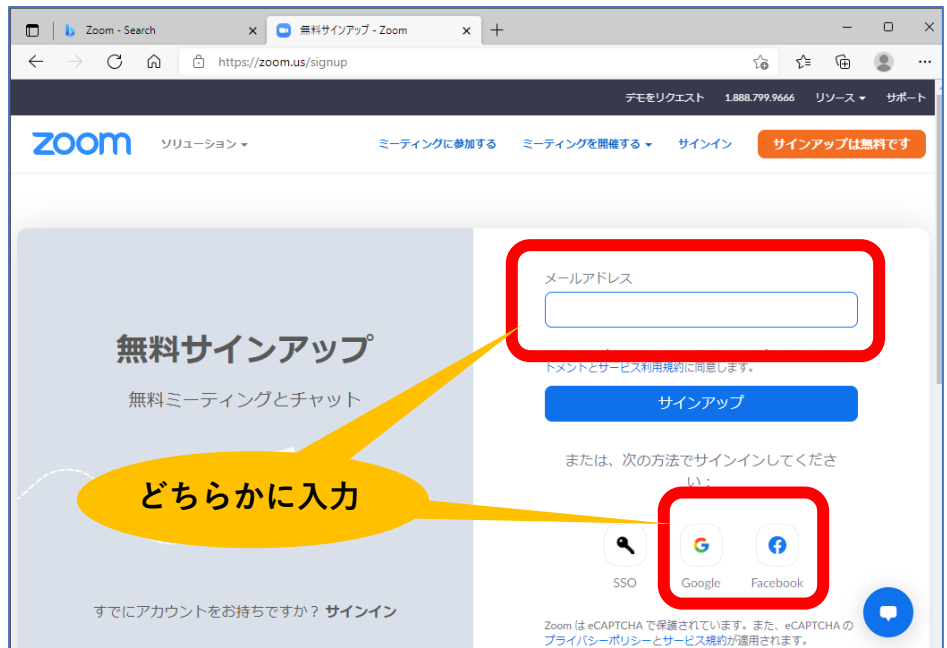 Zoom - Search
無料サインアップ - Zoom
https://zoom.us/signup
デモをリクエスト 1.888.799.9666 リソース サポート
zoom ソリューション ミーティングに参加する ミーティングを開催する サインイン サインアップは無料です
メールアドレス
無料サインアップ
トメントとサービス利用規約に同意します。
無料ミーティングとチャット
サインアップ
または、次の方法でサインインしてくださ
い:
どちらかに入力
SSO Google Facebook
すでにアカウントをお持ちですか? サインイン
Zoom は eCAPTCHA で保護されています。また、eCAPTCHA の
プライバシーポリシーとサービス規約が適用されます。